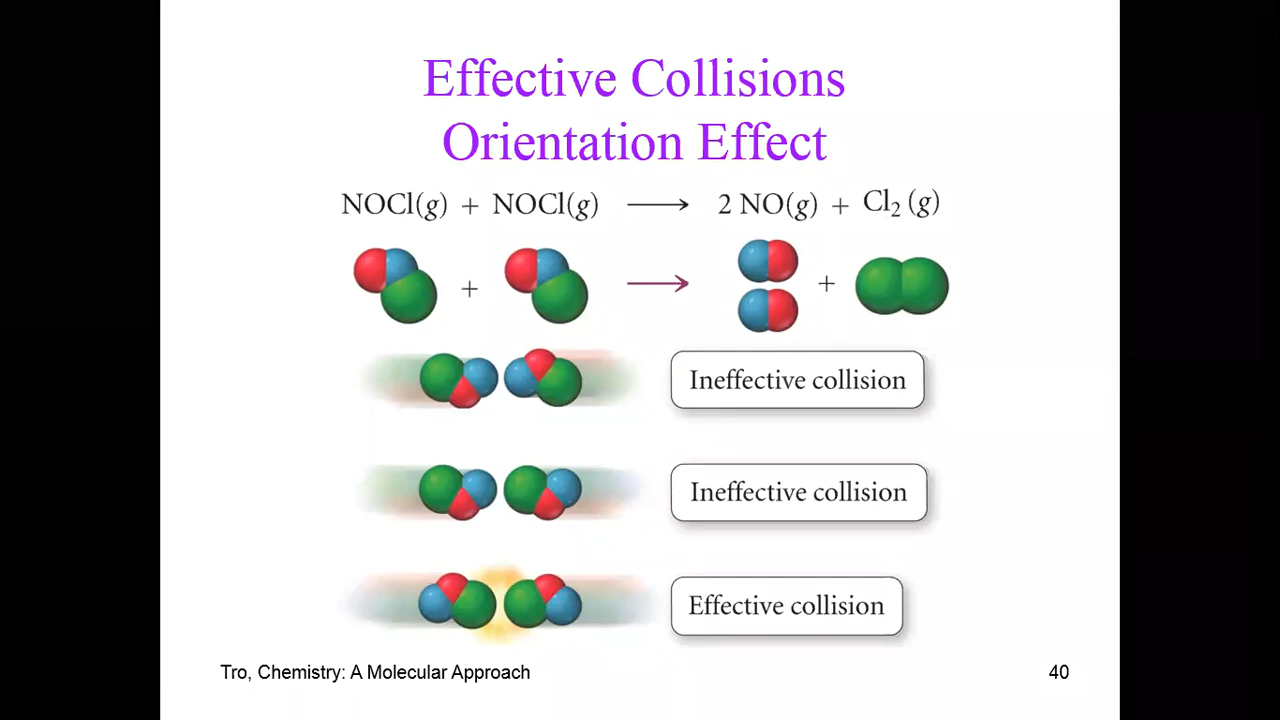 Effective Collisions
Orientation Effect
NOCl(g) + NOCl(g) ⟶ 2 NO(g) + Cl₂(g)
+ ⟶ +
Ineffective collision
Ineffective collision
Effective collision
Tro, Chemistry: A Molecular Approach 40